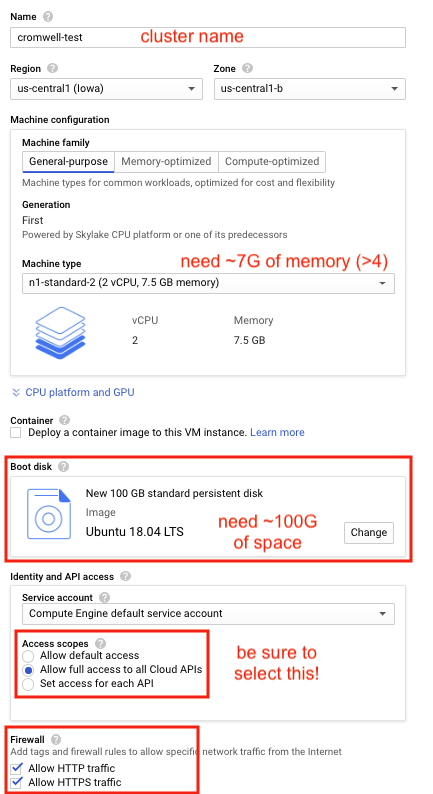 Name
cromwell-test
cluster name
Region
Zone
us-central1 (Iowa)
us-central1-b
Machine configuration
Machine family
General-purpose
Memory-optimized
Compute-optimized
Machine types for common workloads, optimized for cost and flexibility
Generation
First
Powered by Skylake CPU platform or one of its predecessors
need ~7G of memory (>4)
Machine type
n1-standard-2 (2 vCPU, 7.5 GB memory)
vCPU
Memory
2
7.5 GB
CPU platform and GPU
Container
Deploy a container image to this VM instance. Learn more
Boot disk
New 100 GB standard persistent disk
Image
Ubuntu 18.04 LTS
need ~100G
of space
Change
Identity and API access
Service account
Compute Engine default service account
Access scopes
Allow default access
Allow full access to all Cloud APIs
Set access for each API
be sure to
select this!
Firewall
Add tags and firewall rules to allow specific network traffic from the Internet
Allow HTTP traffic
Allow HTTPS traffic